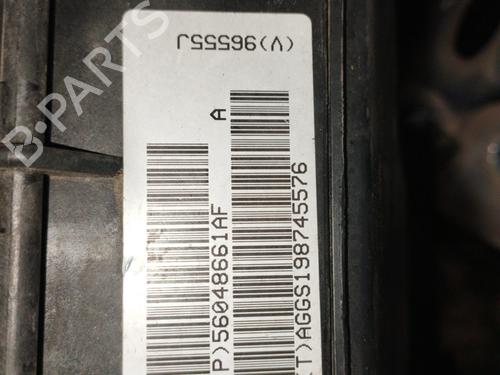 (V)96555J
A
P)56048661AF
(T)AGGS198745576
B-PARTS